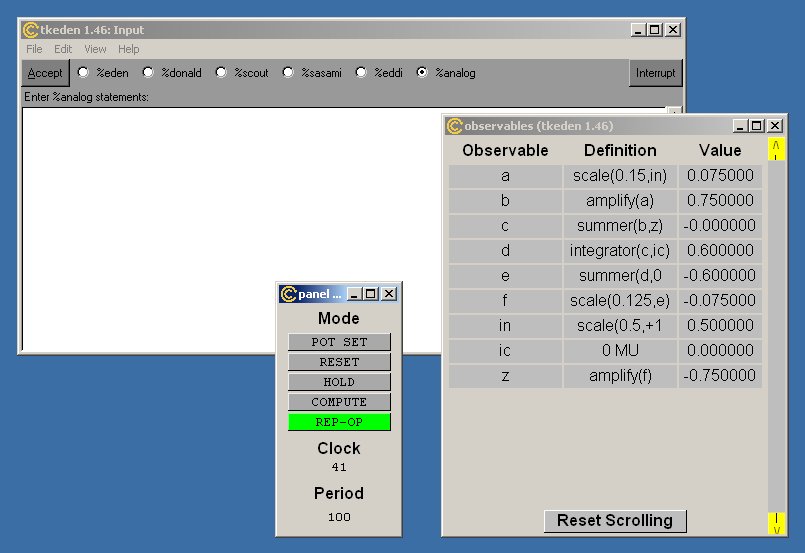 tkeden 1.46: Input
File Edit View Help
Accept %eden %donald %scout %sasami %eddi %analog Interrupt
Enter %analog statements:
observables (tkeden 1.46)
Observable Definition Value
a scale(0.15,in) 0.075000
b amplify(a) 0.750000
c summer(b,z) -0.000000
d integrator(c,ic) 0.600000
e summer(d,0 -0.600000
f scale(0.125,e) -0.075000
in scale(0.5,+1 0.500000
ic 0 MU 0.000000
z amplify(f) -0.750000
Reset Scrolling
panel ...
Mode
POT SET
RESET
HOLD
COMPUTE
REP-OP
Clock
41
Period
100